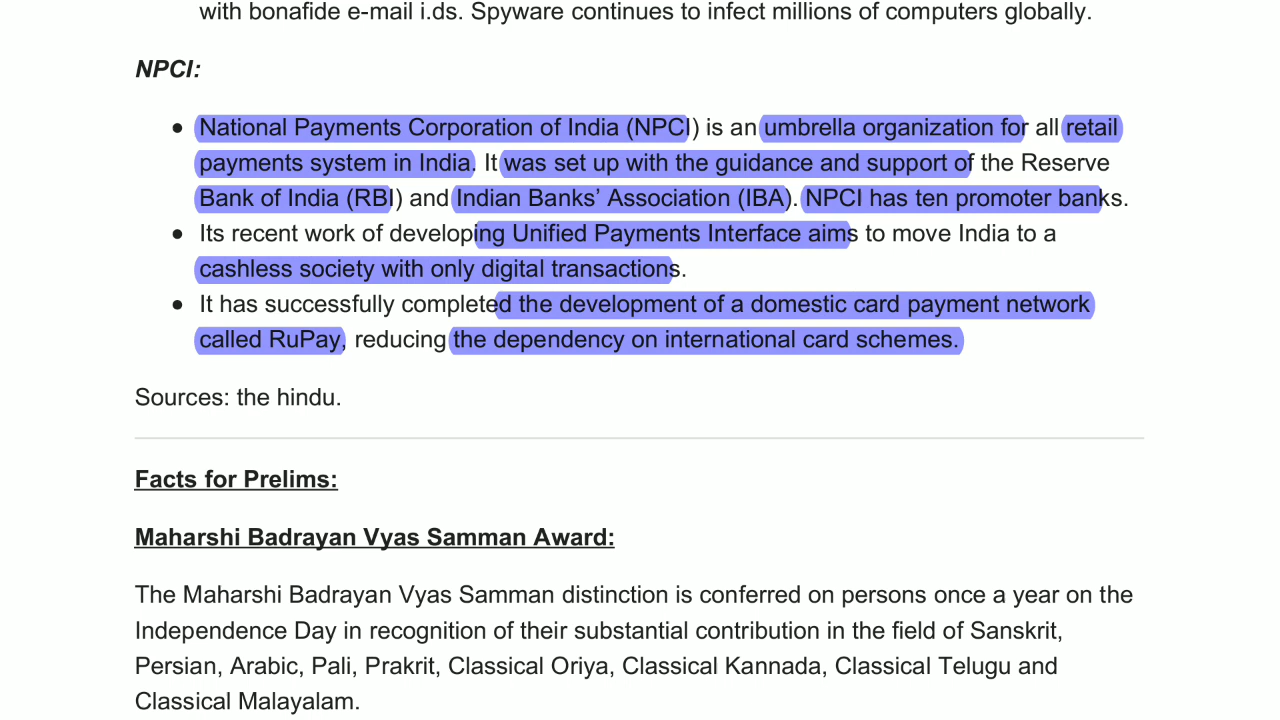 with bonafide e-mail i.ds. Spyware continues to infect millions of computers globally.
NPCI:
● National Payments Corporation of India (NPCI) is an umbrella organization for all retail
payments system in India. It was set up with the guidance and support of the Reserve
Bank of India (RBI) and Indian Banks’ Association (IBA). NPCI has ten promoter banks.
● Its recent work of developing Unified Payments Interface aims to move India to a
cashless society with only digital transactions.
● It has successfully completed the development of a domestic card payment network
called RuPay, reducing the dependency on international card schemes.
Sources: the hindu.
Facts for Prelims:
Maharshi Badrayan Vyas Samman Award:
The Maharshi Badrayan Vyas Samman distinction is conferred on persons once a year on the
Independence Day in recognition of their substantial contribution in the field of Sanskrit,
Persian, Arabic, Pali, Prakrit, Classical Oriya, Classical Kannada, Classical Telugu and
Classical Malayalam.